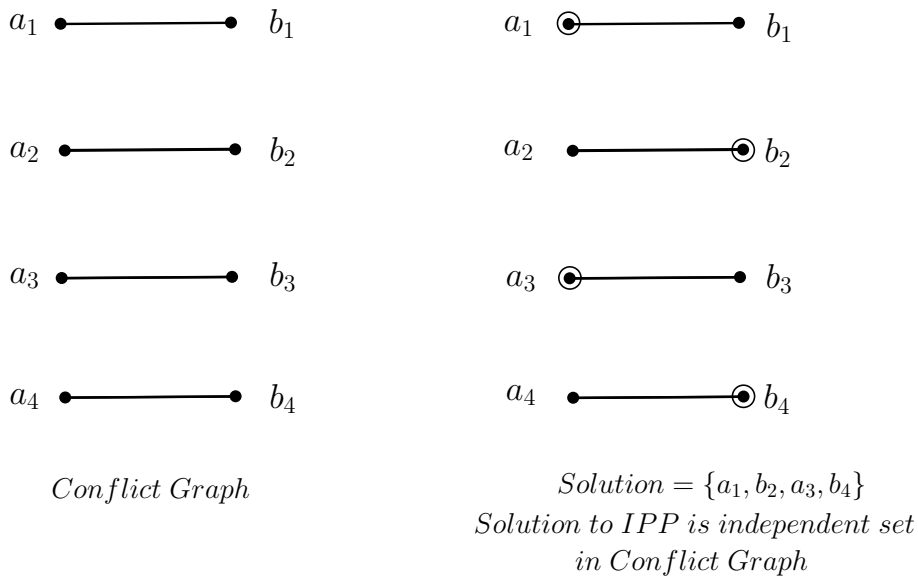 a₁ b₁
a₂ b₂
a₃ b₃
a₄ b₄
Conflict Graph
a₁ b₁
a₂ b₂
a₃ b₃
a₄ b₄
Solution = {a₁, b₂, a₃, b₄}
Solution to IPP is independent set
in Conflict Graph